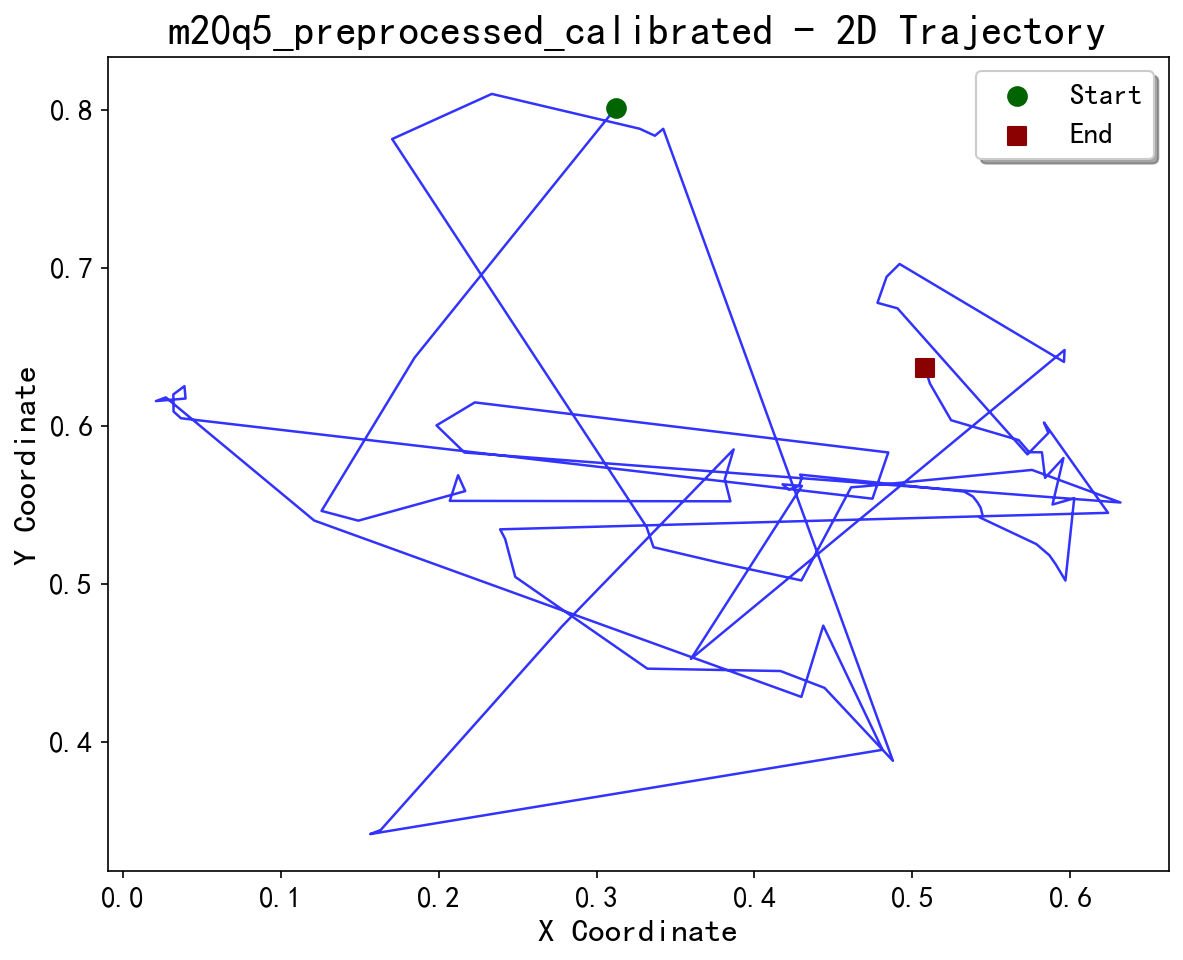 m20q5_preprocessed_calibrated - 2D Trajectory
Start
End
0.8
0.7
0.6
0.5
0.4
Y Coordinate
0.0 0.1 0.2 0.3 0.4 0.5 0.6
X Coordinate